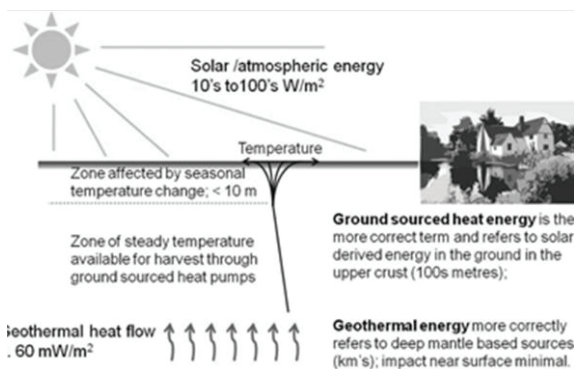 Solar /atmospheric energy
10's to100's W/m²
Temperature
Zone affected by seasonal
temperature change; < 10 m
Zone of steady temperature
available for harvest through
ground sourced heat pumps
Ground sourced heat energy is the
more correct term and refers to solar
derived energy in the ground in the
upper crust (100s metres);
eothermal heat flow
. 60 mW/m²
Geothermal energy more correctly
refers to deep mantle based sources
(km's); impact near surface minimal.